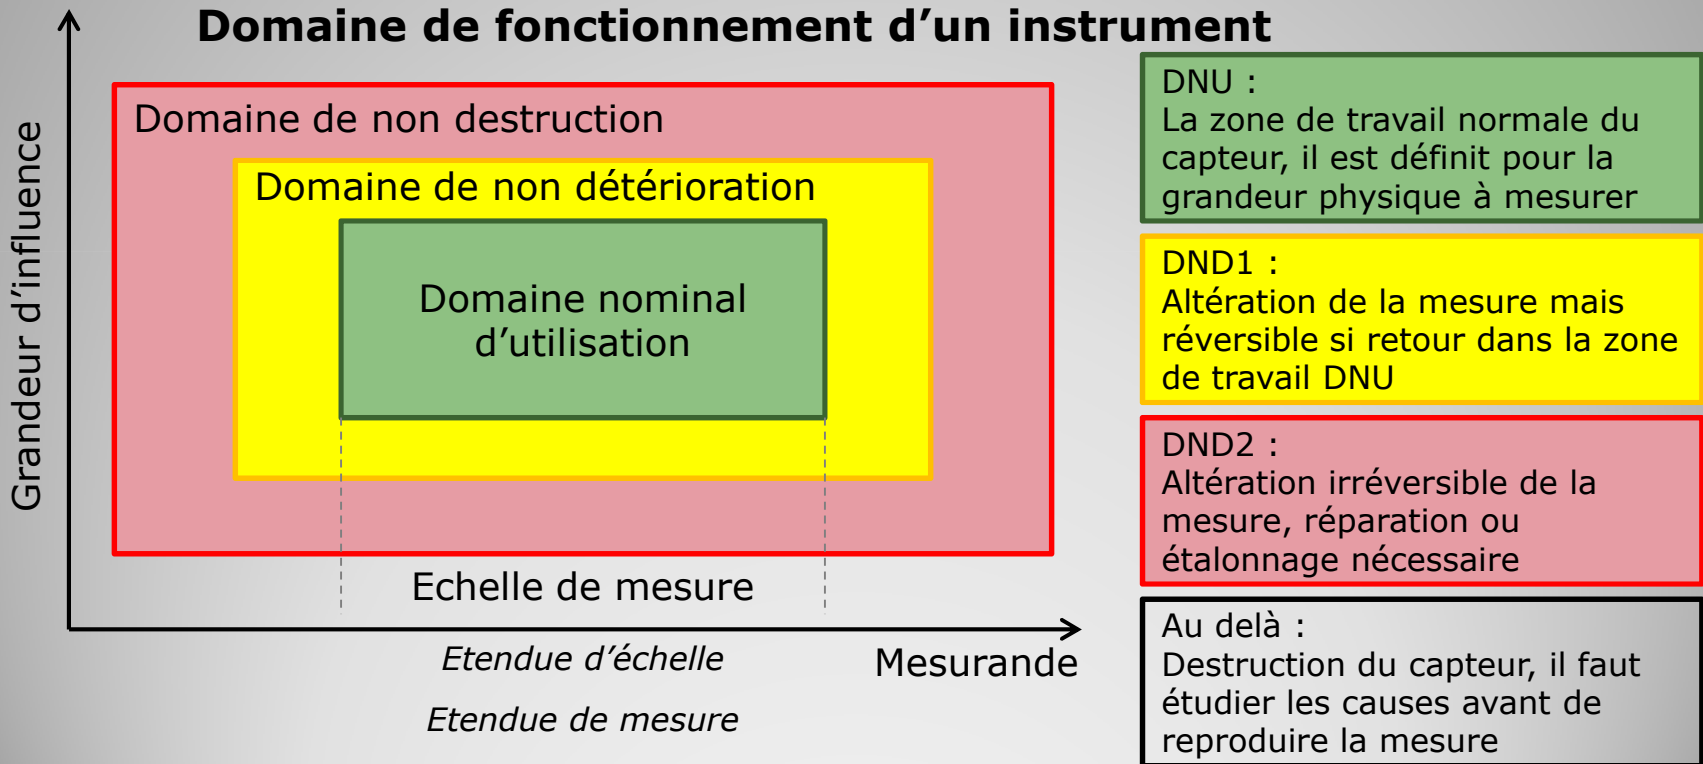 Domaine de fonctionnement d’un instrument
Grandeur d’influence
Domaine de non destruction
Domaine de non détérioration
Domaine nominal
d’utilisation
Echelle de mesure
Etendue d’échelle
Mesurande
Etendue de mesure
DNU :
La zone de travail normale du
capteur, il est définit pour la
grandeur physique à mesurer
DND1 :
Altération de la mesure mais
réversible si retour dans la zone
de travail DNU
DND2 :
Altération irréversible de la
mesure, réparation ou
étalonnage nécessaire
Au delà :
Destruction du capteur, il faut
étudier les causes avant de
reproduire la mesure